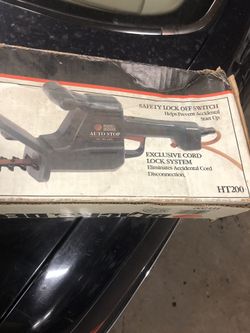 SAFETY LOCK OFF SWITCH
Helps Prevent Accidental
Start Up
AUTO STOP
EXCLUSIVE CORD
LOCK SYSTEM
Eliminates Accidental Cord
Disconnection.
HT200